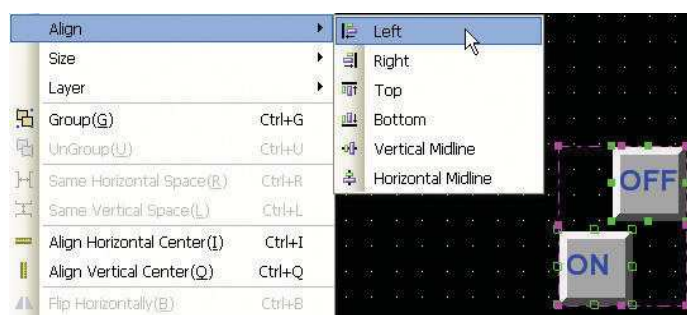 Align
Size
Layer
Group(G) Ctrl+G
UnGroup(U) Ctrl+U
Same Horizontal Space(R) Ctrl+R
Same Vertical Space(L) Ctrl+L
Align Horizontal Center(I) Ctrl+I
Align Vertical Center(Q) Ctrl+Q
Flip Horizontally(B) Ctrl+B
Left
Right
Top
Bottom
Vertical Midline
Horizontal Midline
OFF
ON